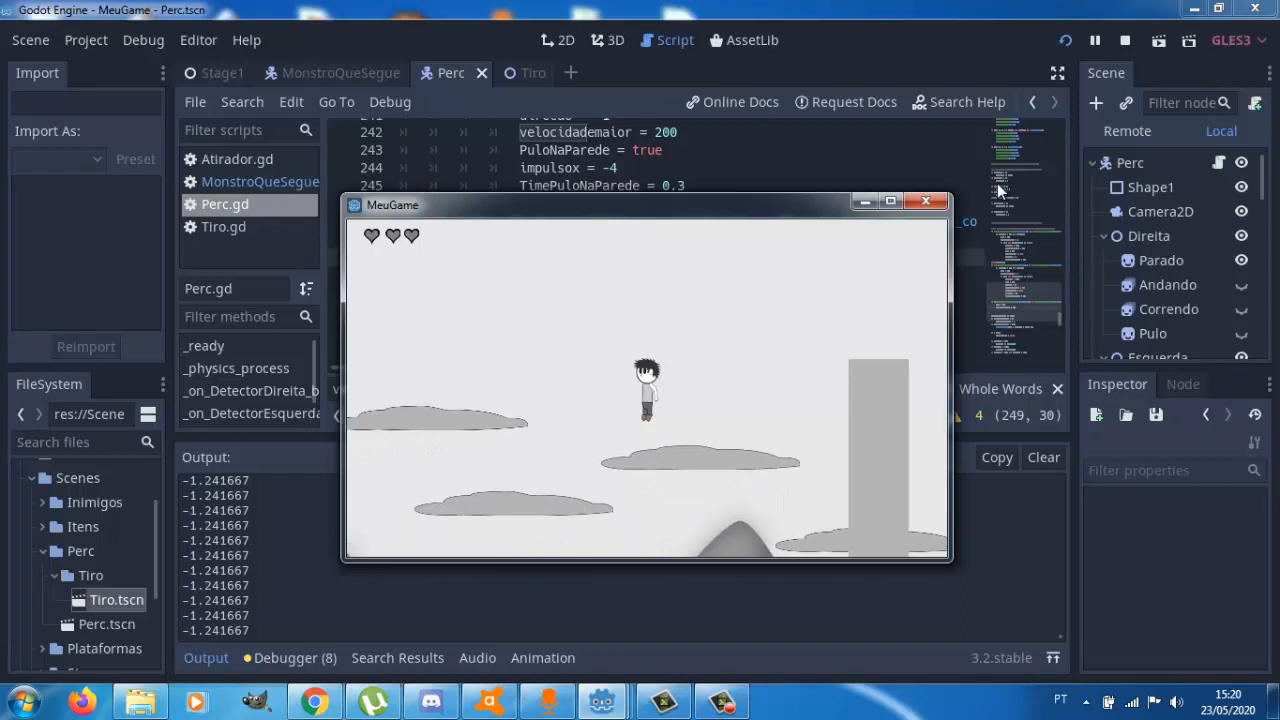 Godot Engine - MeuGame - Perc.tscn
Scene Project Debug Editor Help
2D 3D Script AssetLib
GLES3
Import
Stage1 MonstroQueSegue Perc Tiro
Scene
File Search Edit Go To Debug
Online Docs Request Docs Search Help
Filter node
Import As:
Filter scripts
Remote Local
Preset
Atirador.gd
MonstroQueSegue
Perc.gd
Tiro.gd
241
242 velocidademaior = 200
243 PuloNaParede = true
244 impulsox = -4
245 TimePuloNaParede = 0.3
_co
Perc
Shape1
Camera2D
Direita
Parado
Andando
Correndo
Pulo
Esquerda
MeuGame
Perc.gd
Filter methods
_ready
_physics_process
_on_DetectorDireita_b
_on_DetectorEsquerda
Reimport
Whole Words
4 (249, 30)
FileSystem
res://Scene
Search files
Scenes
Inimigos
Itens
Perc
Tiro
Tiro.tscn
Perc.tscn
Plataformas
Inspector Node
Filter properties
Output:
Copy Clear
-1.241667
-1.241667
-1.241667
-1.241667
-1.241667
-1.241667
-1.241667
-1.241667
-1.241667
-1.241667
-1.241667
Output Debugger (8) Search Results Audio Animation
3.2.stable
PT
15:20
23/05/2020